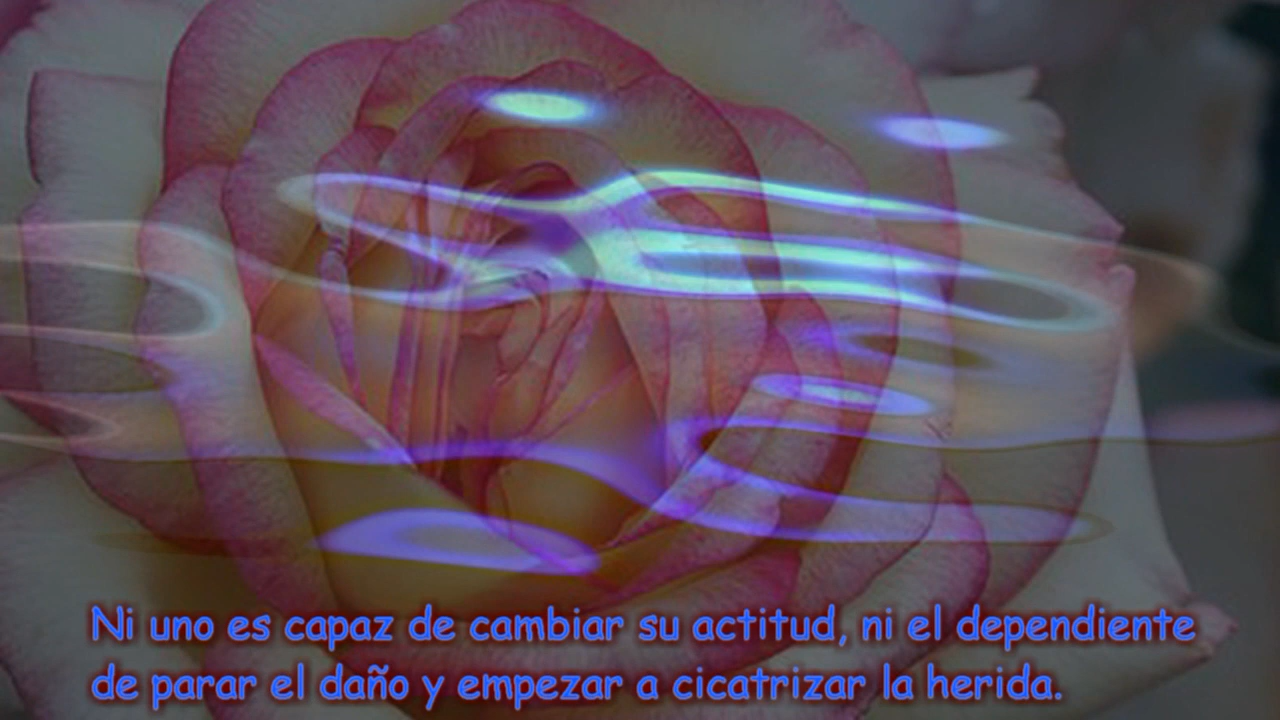 Ni uno es capaz de cambiar su actitud, ni el dependiente
de parar el daño y empezar a cicatrizar la herida.